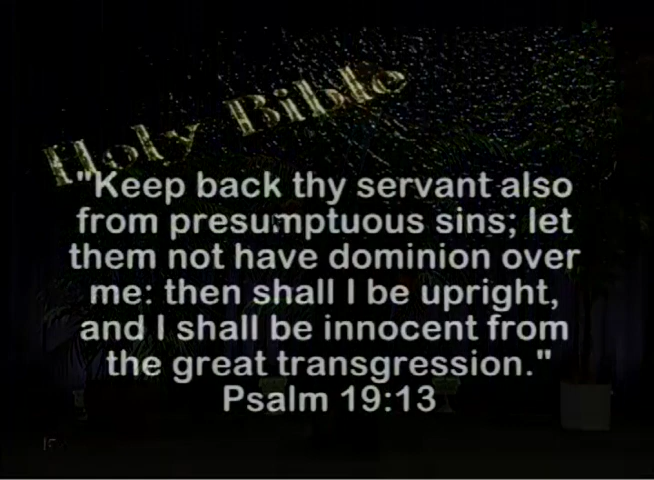 Holy Bible
"Keep back thy servant also
from presumptuous sins; let
them not have dominion over
me: then shall I be upright,
and I shall be innocent from
the great transgression."
Psalm 19:13